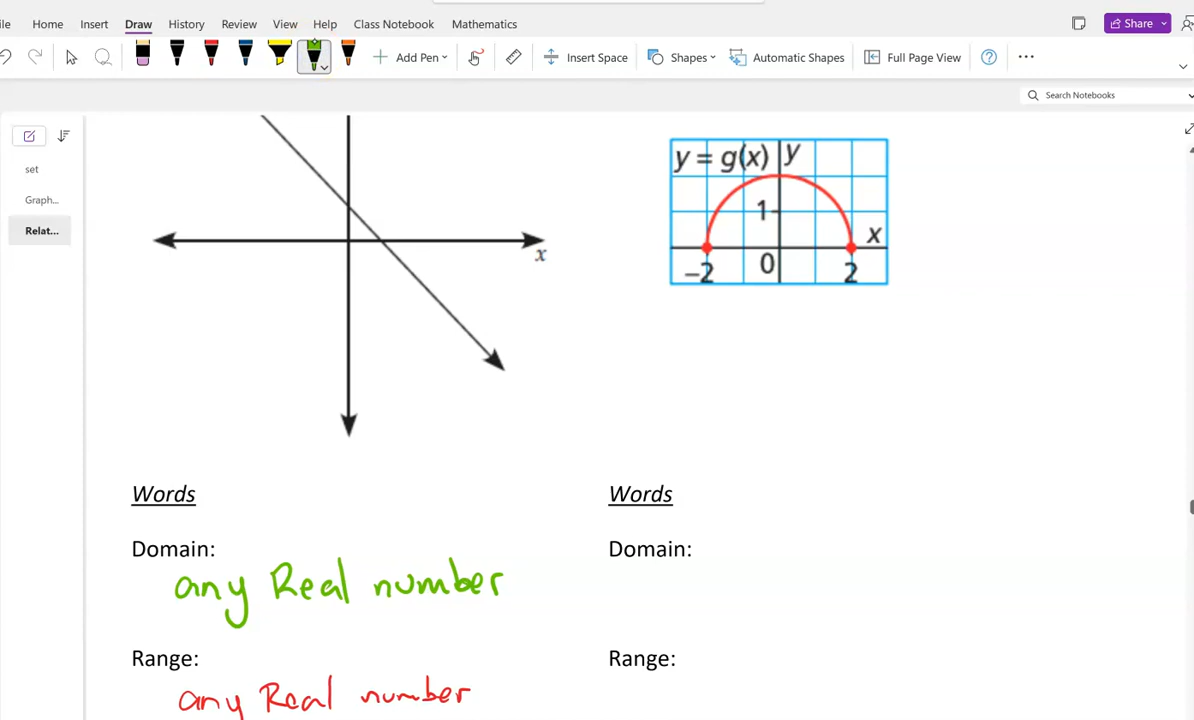 ile Home Insert Draw History Review View Help Class Notebook Mathematics Share
Add Pen Insert Space Shapes Automatic Shapes Full Page View
Search Notebooks
set
Graph...
Relat...
y = g(x) y
1
x
x
-2 0 2
Words Words
Domain: Domain:
any Real number
Range: Range:
any Real number